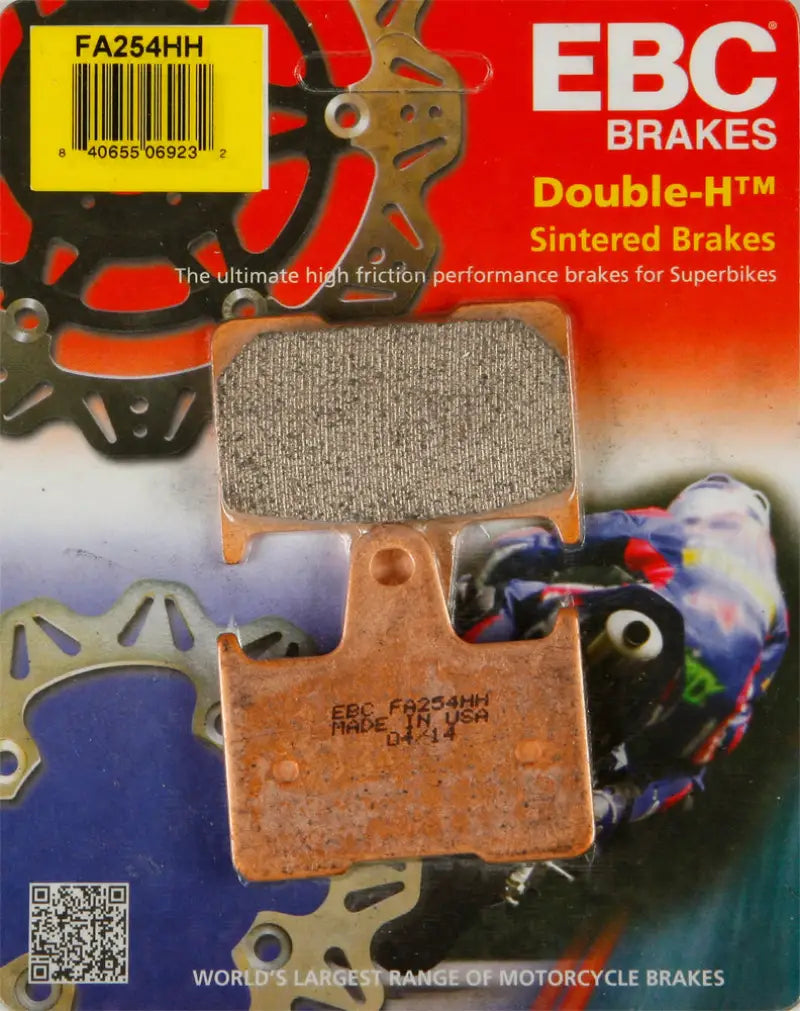 FA254HH
8 40655 06923 2
EBC®
BRAKES
Double-H™
Sintered Brakes
The ultimate high friction performance brakes for Superbikes
EBC FA254HH
MADE IN USA
04/14
WORLD'S LARGEST RANGE OF MOTORCYCLE BRAKES